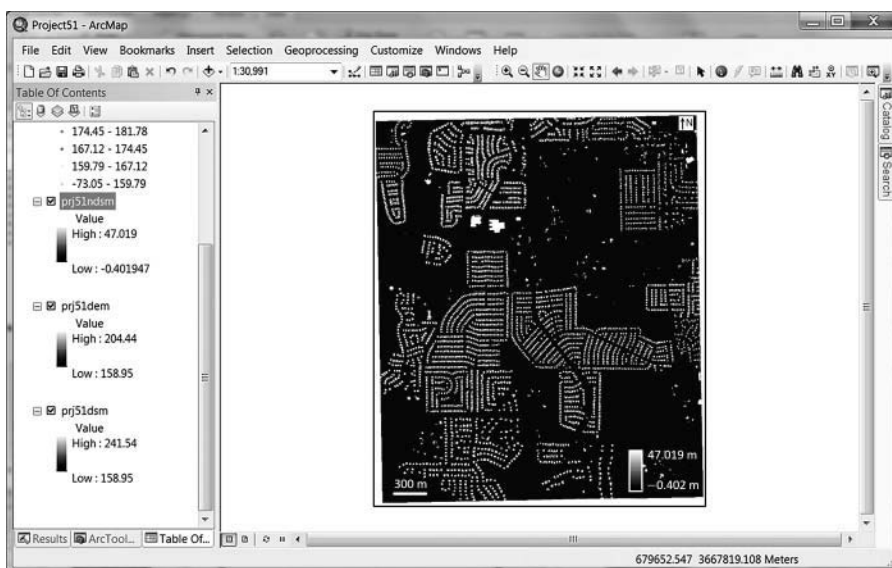 Project51 - ArcMap
File Edit View Bookmarks Insert Selection Geoprocessing Customize Windows Help
1:30,991
Table Of Contents
174.45 - 181.78
167.12 - 174.45
159.79 - 167.12
-73.05 - 159.79
prj51ndsm
Value
High : 47.019
Low : -0.401947
prj51dem
Value
High : 204.44
Low : 158.95
prj51dsm
Value
High : 241.54
Low : 158.95
N
47.019 m
−0.402 m
300 m
Catalog
Search
Results ArcTool... Table Of...
679652.547 3667819.108 Meters